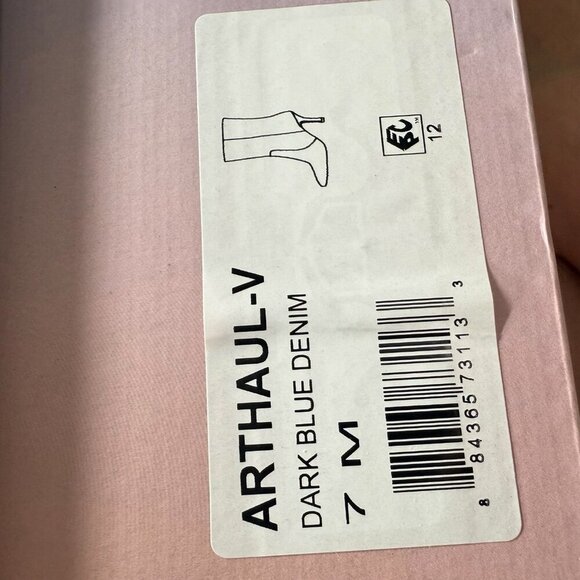 ARTHAUL-V
DARK BLUE DENIM
7 M
8 84365 73113 3
12